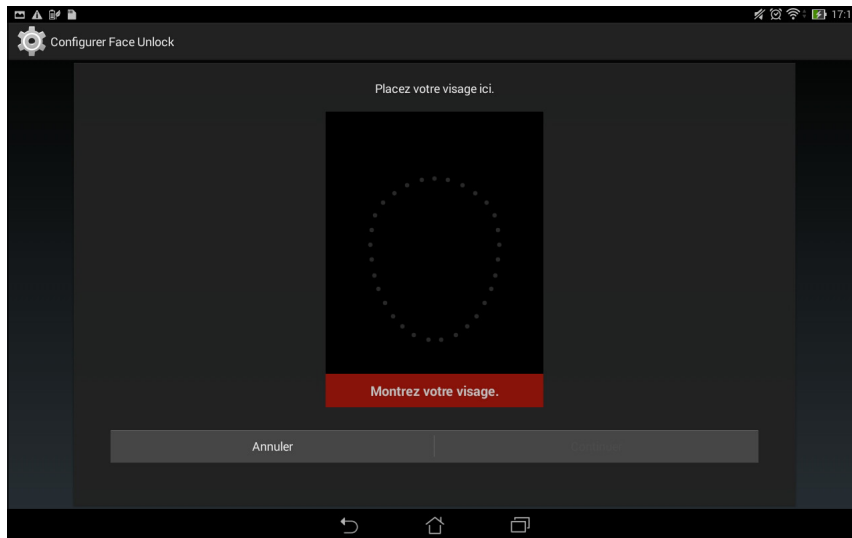 17:1
Configurer Face Unlock
Placez votre visage ici.
Montrez votre visage.
Annuler